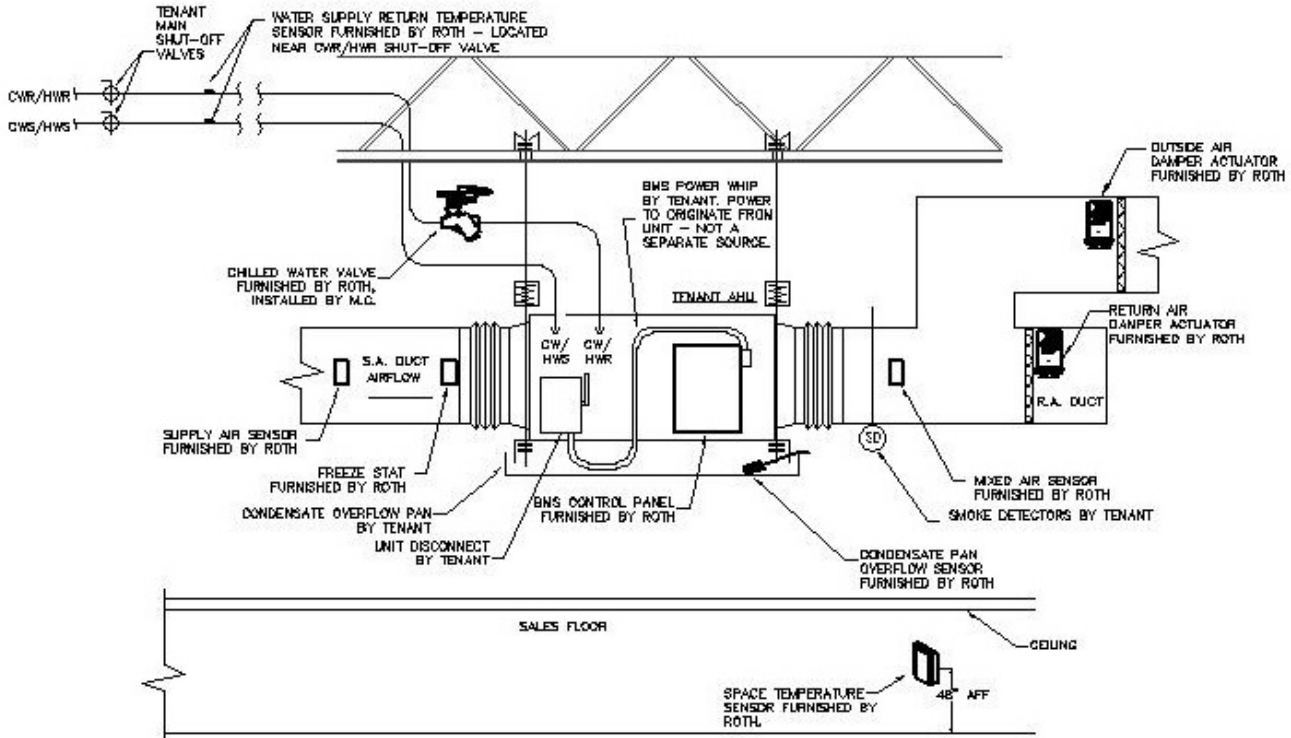 TENANT
MAIN
SHUT-OFF
VALVES
WATER SUPPLY RETURN TEMPERATURE
SENSOR FURNISHED BY ROTH - LOCATED
NEAR CWR/HWR SHUT-OFF VALVE
CWR/HWR
CWS/HWS
OUTSIDE AIR
DAMPER ACTUATOR
FURNISHED BY ROTH
BMS POWER WHIP
BY TENANT. POWER
TO ORIGINATE FROM
UNIT - NOT A
SEPARATE SOURCE.
CHILLED WATER VALVE
FURNISHED BY ROTH,
INSTALLED BY M.C.
TENANT AHU
RETURN AIR
DAMPER ACTUATOR
FURNISHED BY ROTH
S.A. DUCT
AIRFLOW
CW/
HWS
CW/
HWR
R.A. DUCT
SUPPLY AIR SENSOR
FURNISHED BY ROTH
SD
FREEZE STAT
FURNISHED BY ROTH
MIXED AIR SENSOR
FURNISHED BY ROTH
CONDENSATE OVERFLOW PAN
BY TENANT
BMS CONTROL PANEL
FURNISHED BY ROTH
SMOKE DETECTORS BY TENANT
UNIT DISCONNECT
BY TENANT
CONDENSATE PAN
OVERFLOW SENSOR
FURNISHED BY ROTH
SALES FLOOR
CEILING
SPACE TEMPERATURE
SENSOR FURNISHED BY
ROTH.
48" AFF